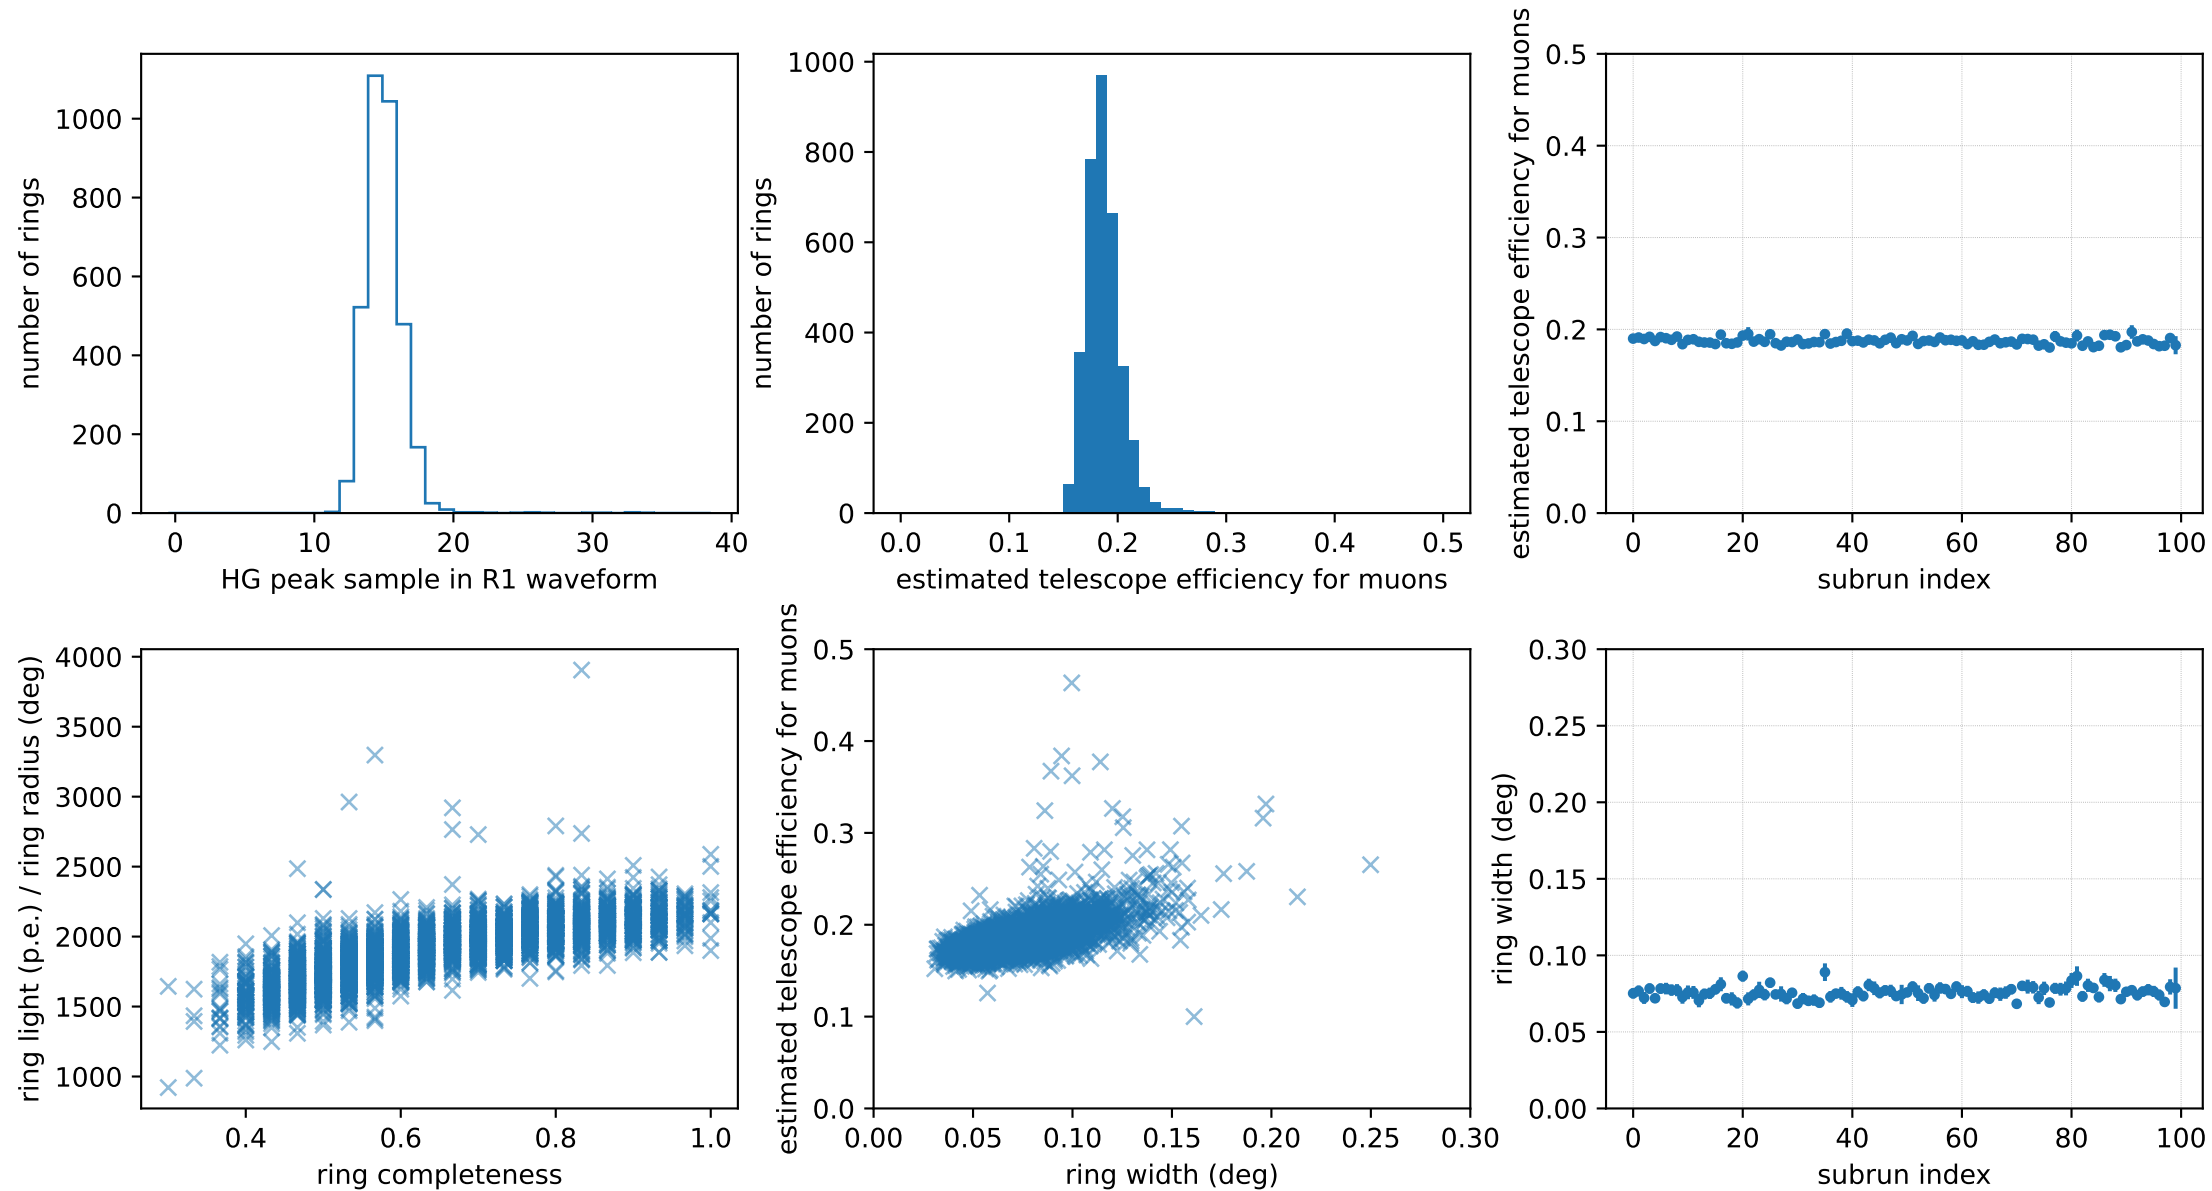 number of rings
1000
800
600
400
200
0
0 10 20 30 40
HG peak sample in R1 waveform
number of rings
1000
800
600
400
200
0
0.0 0.1 0.2 0.3 0.4 0.5
estimated telescope efficiency for muons
estimated telescope efficiency for muons
0.5
0.4
0.3
0.2
0.1
0.0
0 20 40 60 80 100
subrun index
ring light (p.e.) / ring radius (deg)
4000
3500
3000
2500
2000
1500
1000
0.4 0.6 0.8 1.0
ring completeness
estimated telescope efficiency for muons
0.5
0.4
0.3
0.2
0.1
0.0
0.00 0.05 0.10 0.15 0.20 0.25 0.30
ring width (deg)
ring width (deg)
0.30
0.25
0.20
0.15
0.10
0.05
0.00
0 20 40 60 80 100
subrun index